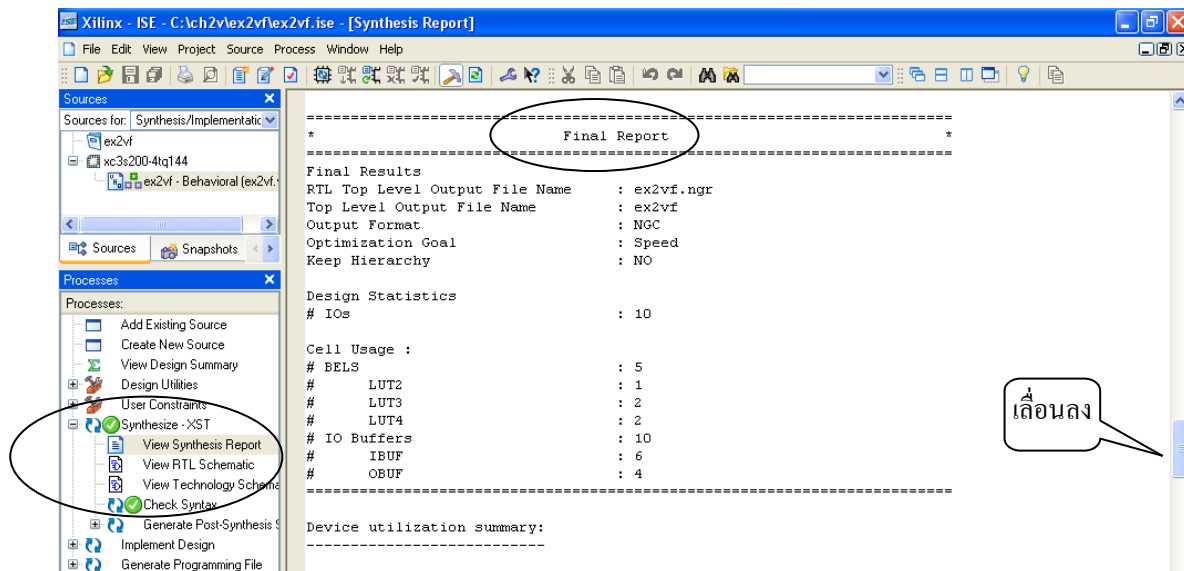 Xilinx - ISE - C:\ch2v\ex2vf\ex2vf.ise - [Synthesis Report]
File Edit View Project Source Process Window Help
Sources
Sources for: Synthesis/Implementatic
ex2vf
xc3s200-4tq144
ex2vf - Behavioral (ex2vf.
Sources
Snapshots
Processes
Processes:
Add Existing Source
Create New Source
View Design Summary
Design Utilities
User Constraints
Synthesize - XST
View Synthesis Report
View RTL Schematic
View Technology Schema
Check Syntax
Generate Post-Synthesis S
Implement Design
Generate Programming File
=========================================================================
* Final Report *
=========================================================================
Final Results
RTL Top Level Output File Name : ex2vf.ngr
Top Level Output File Name : ex2vf
Output Format : NGC
Optimization Goal : Speed
Keep Hierarchy : NO
Design Statistics
# IOs : 10
Cell Usage :
# BELS : 5
# LUT2 : 1
# LUT3 : 2
# LUT4 : 2
# IO Buffers : 10
# IBUF : 6
# OBUF : 4
=========================================================================
Device utilization summary:
---------------------------
เลื่อนลง